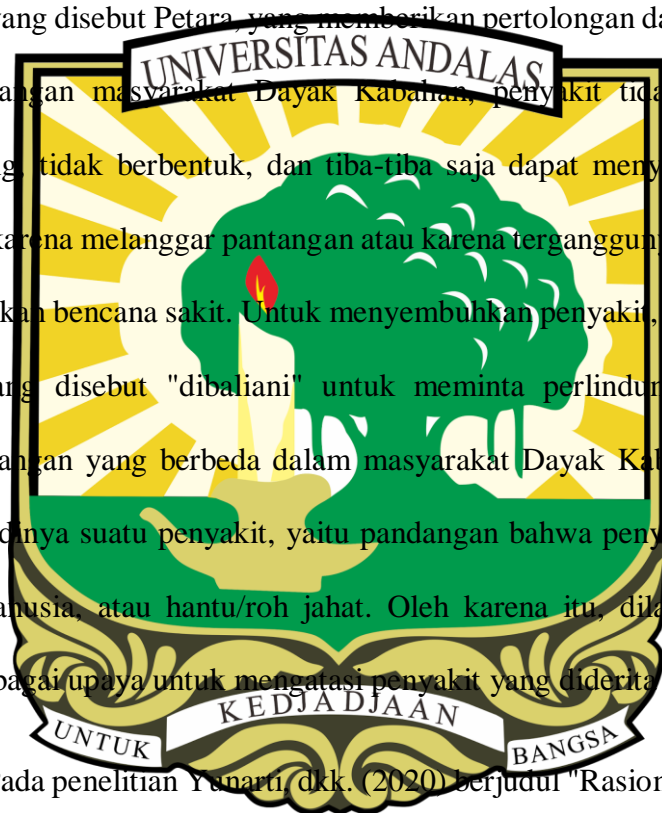 yang disebut Petara, yang memberikan pertolongan da
UNIVERSITAS ANDALAS
angan masyarakat Dayak Kabahan, penyakit tida
g, tidak berbentuk, dan tiba-tiba saja dapat meny
karena melanggar pantangan atau karena tergangguny
kan bencana sakit. Untuk menyembuhkan penyakit,
ang disebut "dibaliani" untuk meminta perlindun
angan yang berbeda dalam masyarakat Dayak Kab
dinya suatu penyakit, yaitu pandangan bahwa peny
anusia, atau hantu/roh jahat. Oleh karena itu, dila
bagai upaya untuk mengatasi penyakit yang diderita
KEDJADJAAN
UNTUK BANGSA
ada penelitian Yunarti, dkk. (2020) berjudul "Rasion